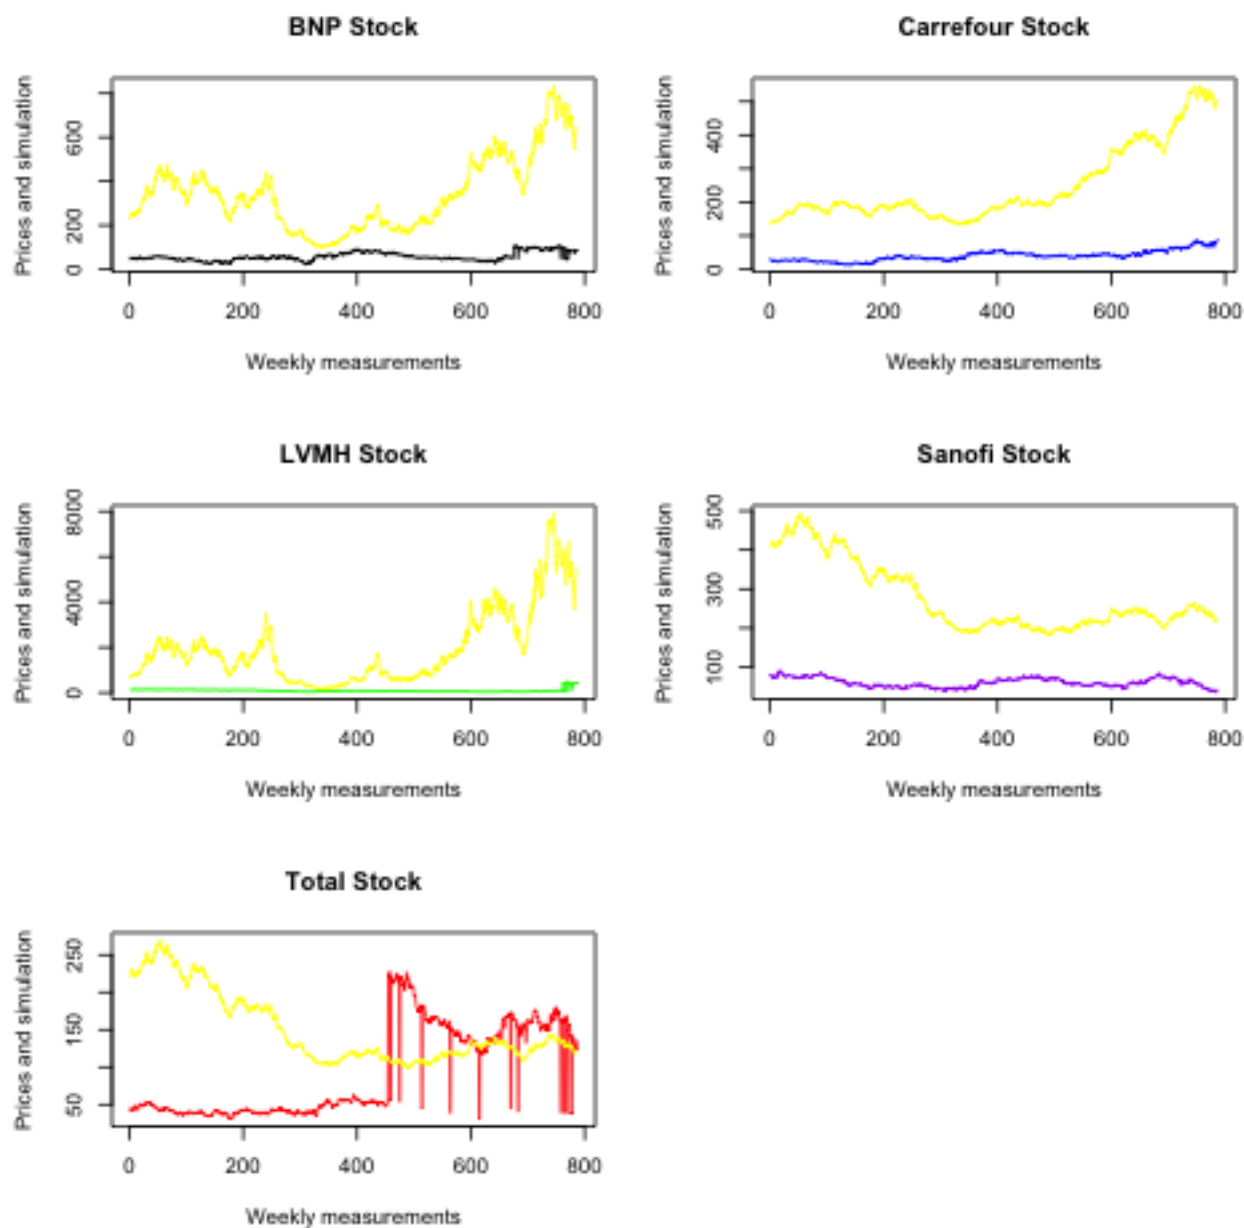 BNP Stock
Prices and simulation
0 200 600
0 200 400 600 800
Weekly measurements
Carrefour Stock
Prices and simulation
0 200 400
0 200 400 600 800
Weekly measurements
LVMH Stock
Prices and simulation
0 4000 8000
0 200 400 600 800
Weekly measurements
Sanofi Stock
Prices and simulation
100 300 500
0 200 400 600 800
Weekly measurements
Total Stock
Prices and simulation
50 150 250
0 200 400 600 800
Weekly measurements